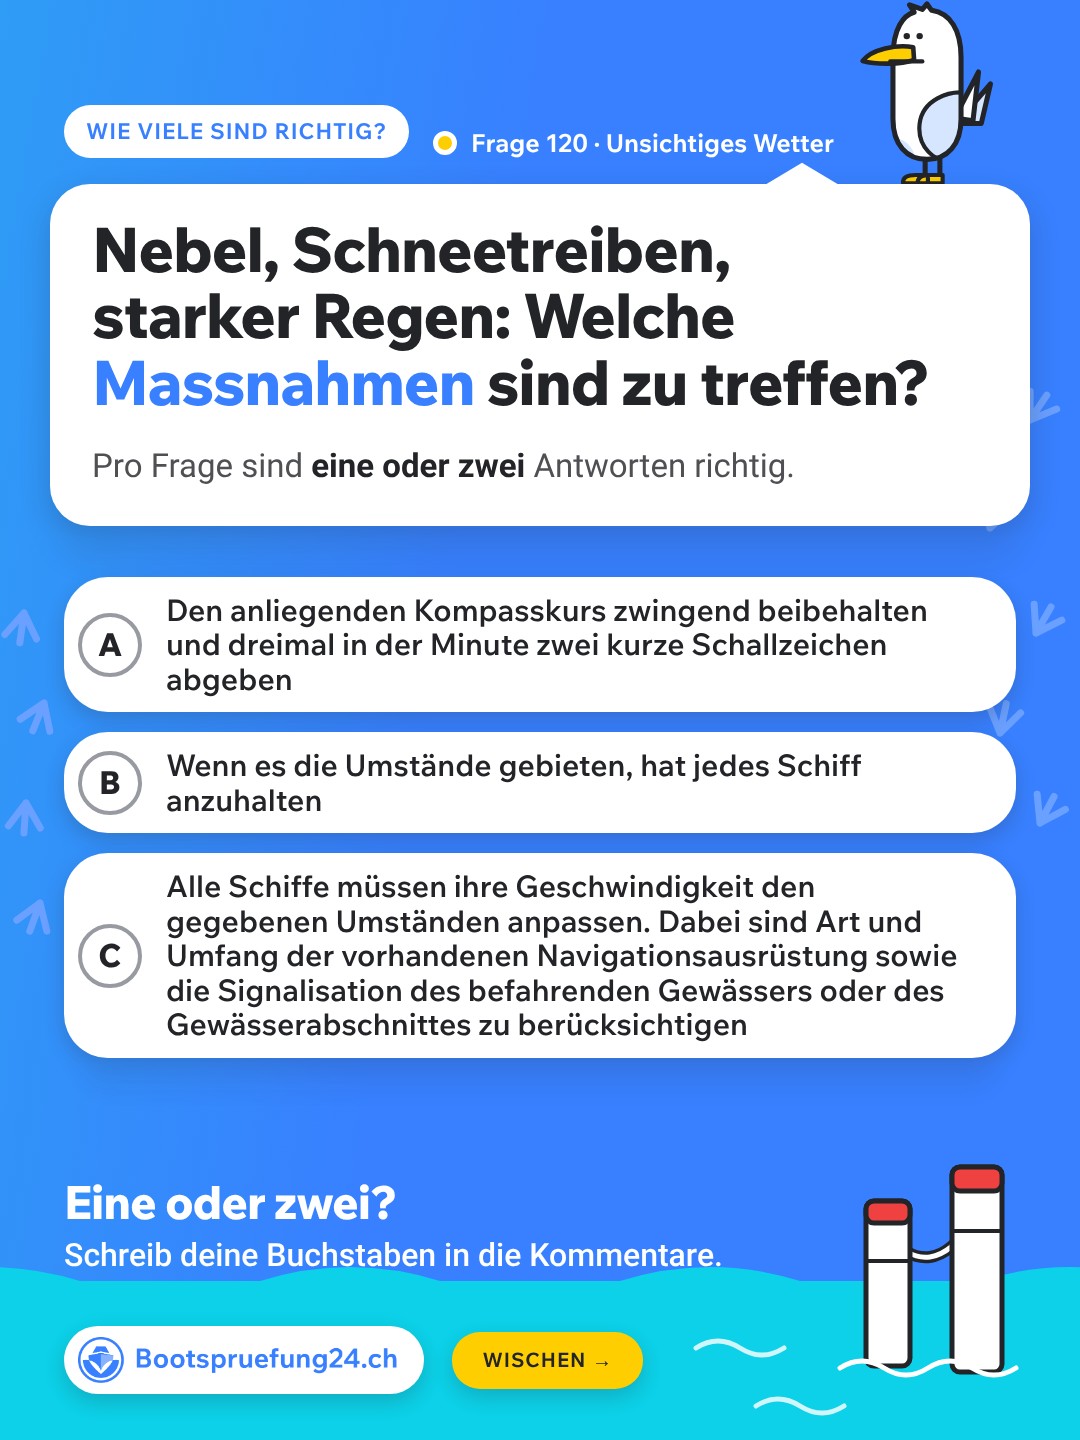 WIE VIELE SIND RICHTIG?
Frage 120 · Unsichtiges Wetter
Nebel, Schneetreiben,
starker Regen: Welche
Massnahmen sind zu treffen?
Pro Frage sind eine oder zwei Antworten richtig.
A
Den anliegenden Kompasskurs zwingend beibehalten
und dreimal in der Minute zwei kurze Schallzeichen
abgeben
B
Wenn es die Umstände gebieten, hat jedes Schiff
anzuhalten
C
Alle Schiffe müssen ihre Geschwindigkeit den
gegebenen Umständen anpassen. Dabei sind Art und
Umfang der vorhandenen Navigationsausrüstung sowie
die Signalisation des befahrenden Gewässers oder des
Gewässerabschnittes zu berücksichtigen
Eine oder zwei?
Schreib deine Buchstaben in die Kommentare.
Bootspruefung24.ch
WISCHEN →